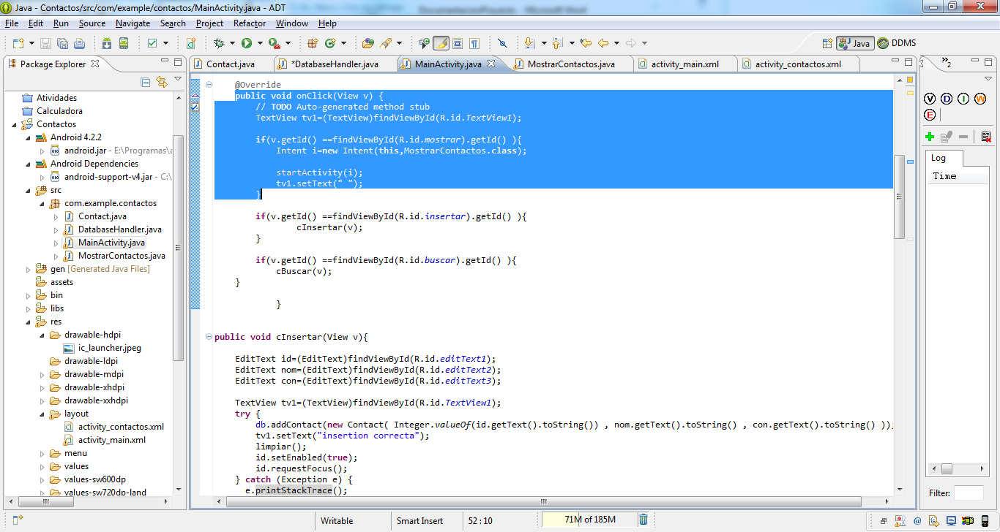 Java - Contactos/src/com/example/contactos/MainActivity.java - ADT
File Edit Run Source Navigate Search Project Refactor Window Help
Java DDMS
Package Explorer
Contact.java *DatabaseHandler.java MainActivity.java MostrarContactos.java activity_main.xml activity_contactos.xml
2
Atividades
Calculadora
Contactos
Android 4.2.2
android.jar - E:\Programas\a
Android Dependencies
android-support-v4.jar - C:\
src
com.example.contactos
Contact.java
DatabaseHandler.java
MainActivity.java
MostrarContactos.java
gen [Generated Java Files]
assets
bin
libs
res
drawable-hdpi
ic_launcher.jpeg
drawable-ldpi
drawable-mdpi
drawable-xhdpi
drawable-xxhdpi
layout
activity_contactos.xml
activity_main.xml
menu
values
values-sw600dp
values-sw720dp-land
@Override
public void onClick(View v) {
// TODO Auto-generated method stub
TextView tv1=(TextView)findViewById(R.id.TextView1);
if(v.getId() ==findViewById(R.id.mostrar).getId() ){
Intent i=new Intent(this,MostrarContactos.class);
startActivity(i);
tv1.setText(" ");
}
if(v.getId() ==findViewById(R.id.insertar).getId() ){
cInsertar(v);
}
if(v.getId() ==findViewById(R.id.buscar).getId() ){
cBuscar(v);
}
}
public void cInsertar(View v){
EditText id=(EditText)findViewById(R.id.editText1);
EditText nom=(EditText)findViewById(R.id.editText2);
EditText con=(EditText)findViewById(R.id.editText3);
TextView tv1=(TextView)findViewById(R.id.TextView1);
try {
db.addContact(new Contact( Integer.valueOf(id.getText().toString()) , nom.getText().toString() , con.getText().toString() ));
tv1.setText("insertion correcta");
limpiar();
id.setEnabled(true);
id.requestFocus();
} catch (Exception e) {
e.printStackTrace();
V D I W
E
Log
Time
Filter:
Writable Smart Insert 52 : 10 71M of 185M